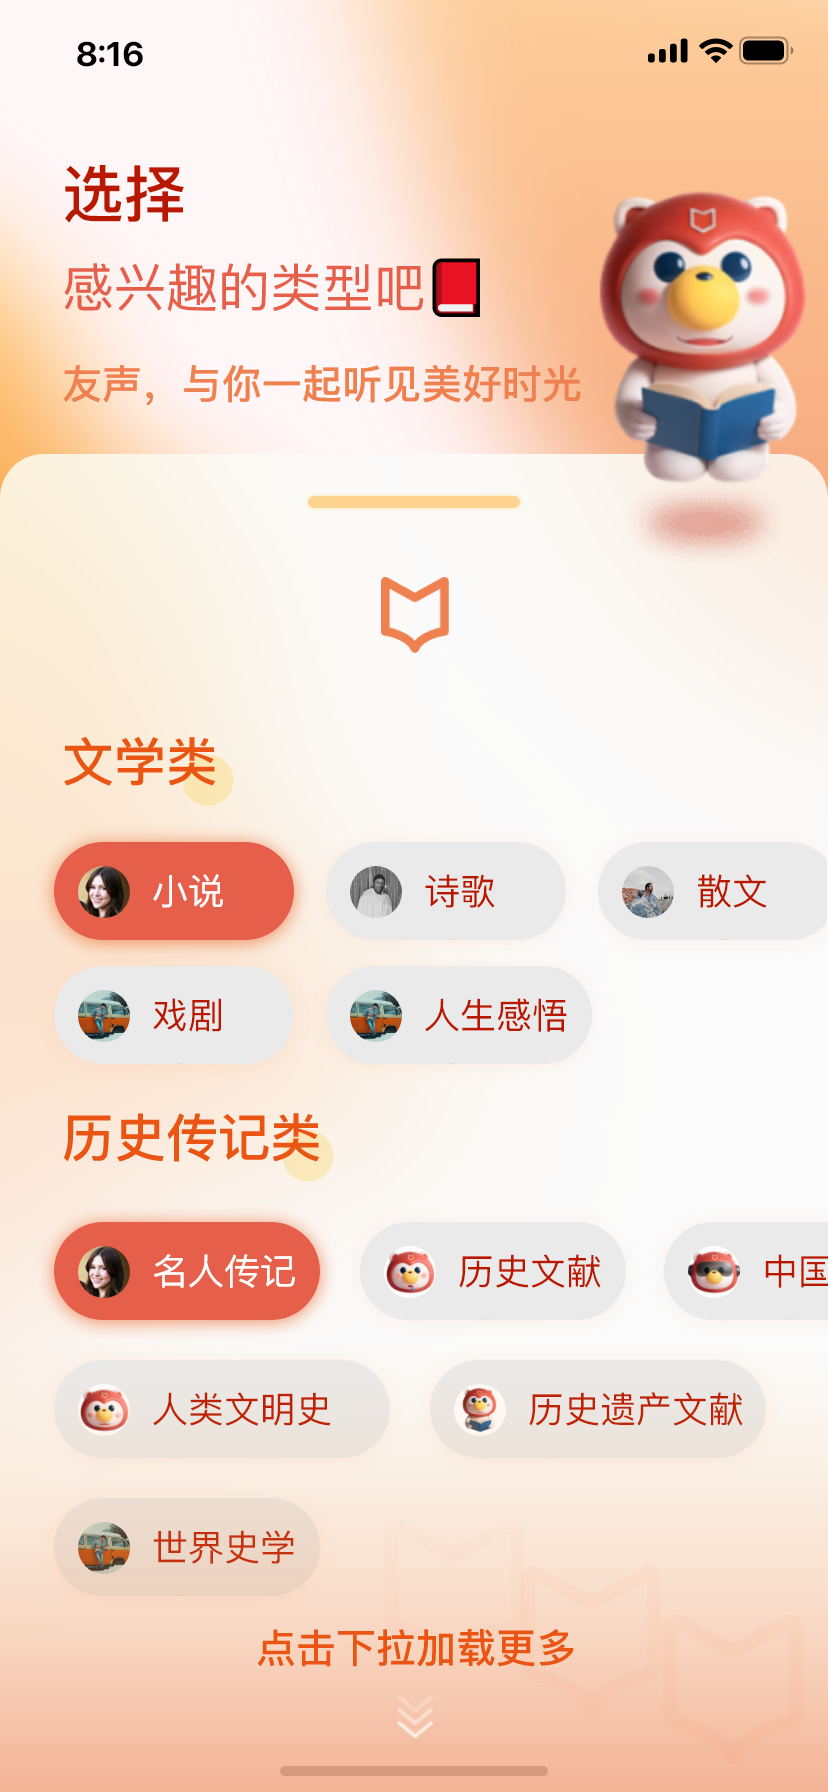 8:16
选择
感兴趣的类型吧
友声，与你一起听见美好时光
文学类
小说
诗歌
散文
戏剧
人生感悟
历史传记类
名人传记
历史文献
中国
人类文明史
历史遗产文献
世界史学
点击下拉加载更多